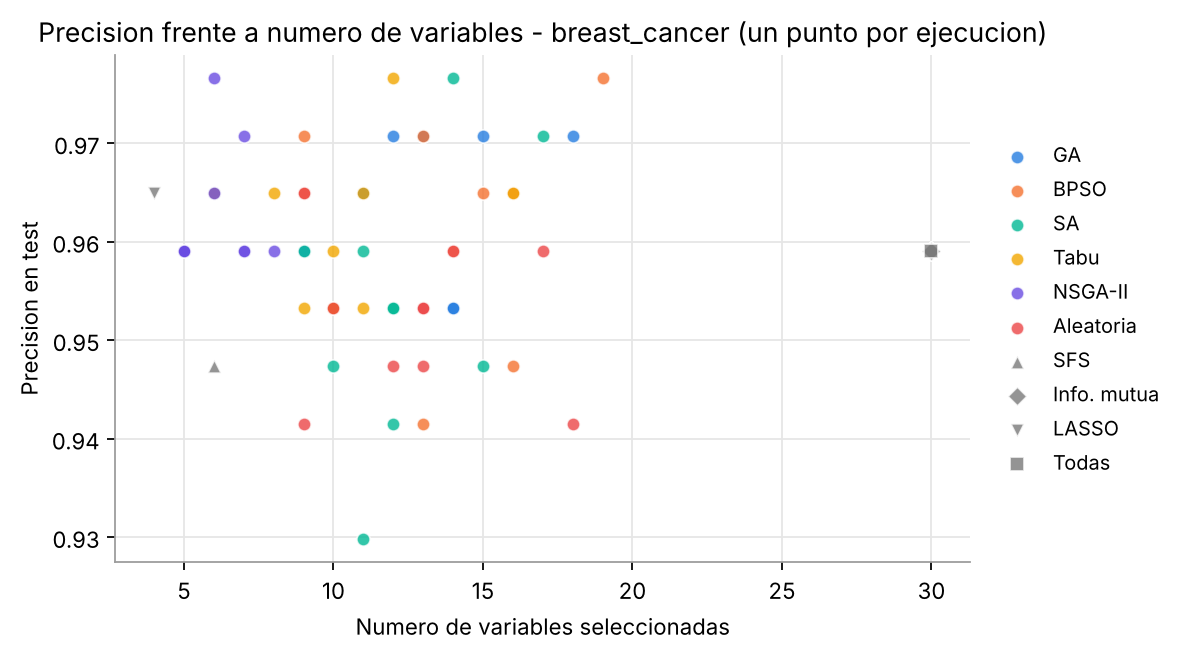 Precision frente a numero de variables - breast_cancer (un punto por ejecucion)
Precision en test
0.97
0.96
0.95
0.94
0.93
5
10
15
20
25
30
Numero de variables seleccionadas
GA
BPSO
SA
Tabu
NSGA-II
Aleatoria
SFS
Info. mutua
LASSO
Todas